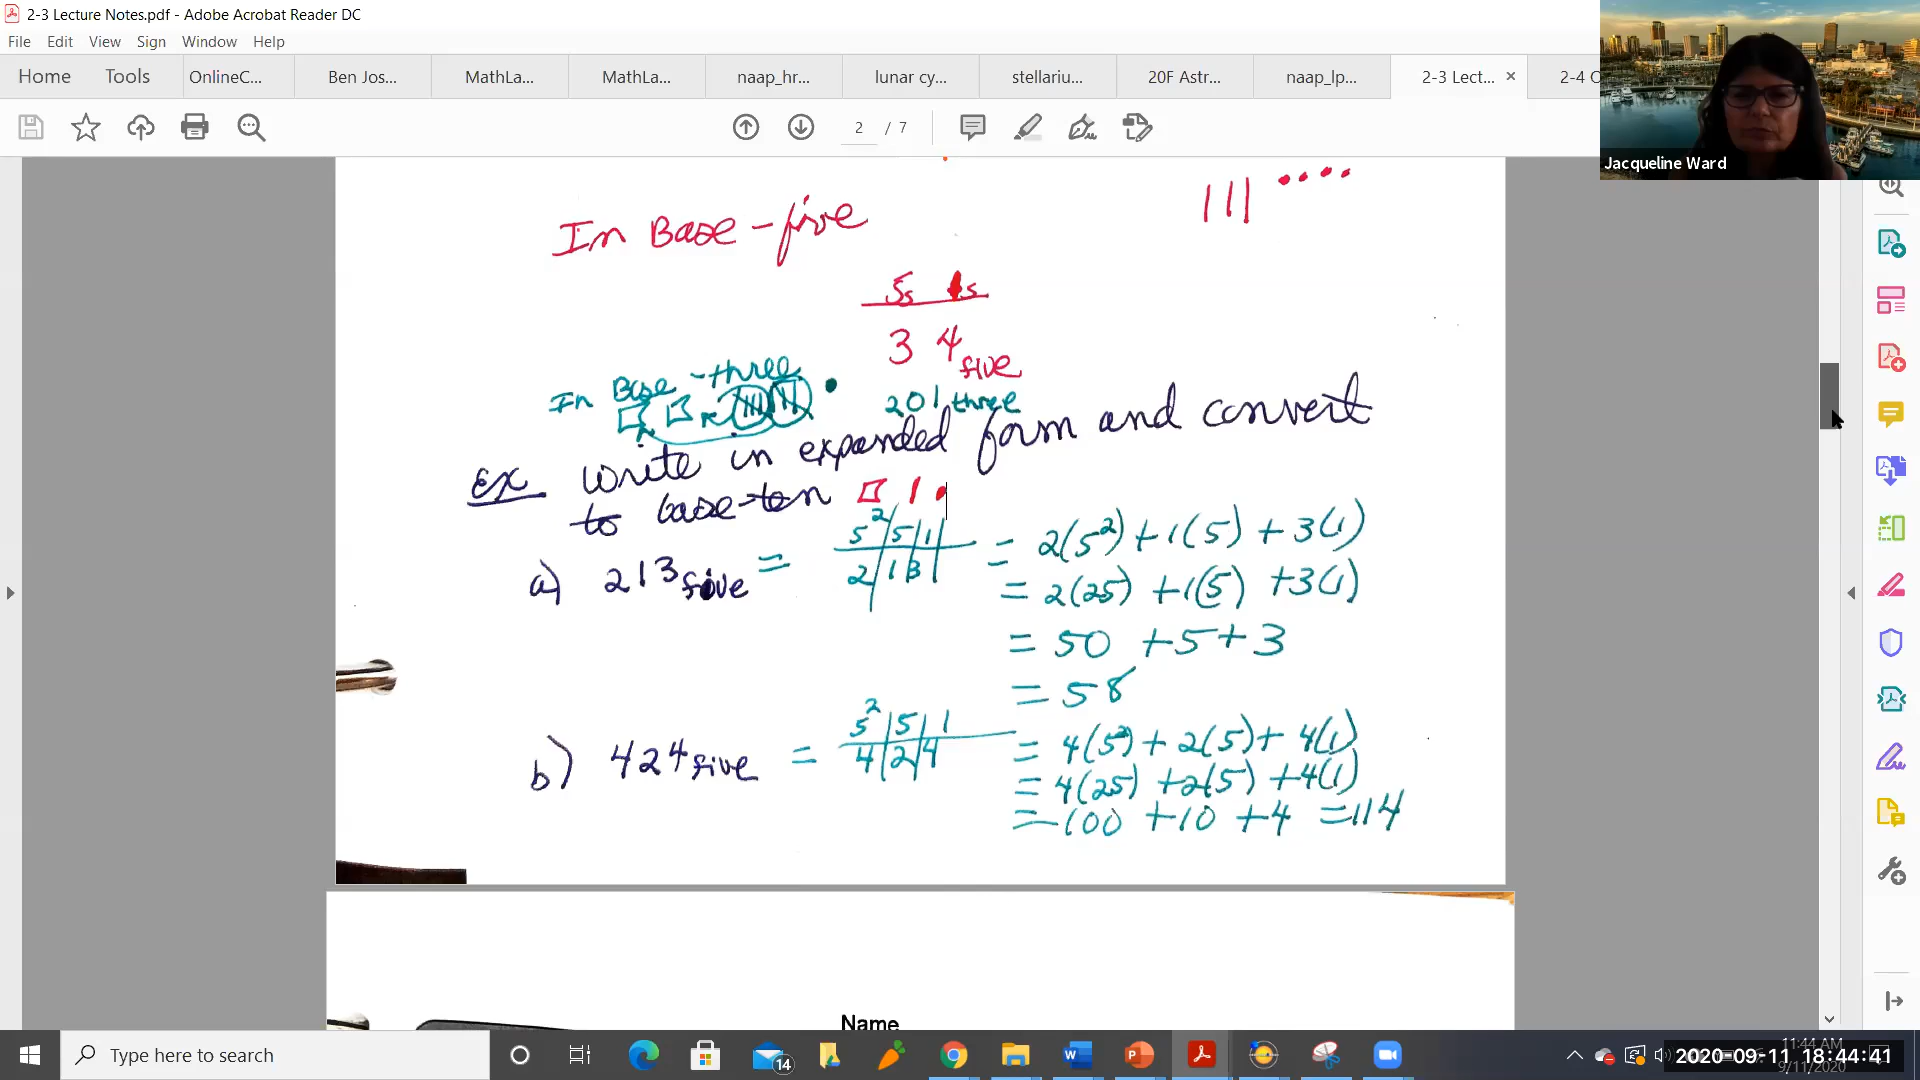 2-3 Lecture Notes.pdf - Adobe Acrobat Reader DC
File Edit View Sign Window Help
Home Tools OnlineC... Ben Jos... MathLa... MathLa... naap_hr... lunar cy... stellariu... 20F Astr... naap_lp... 2-3 Lect... × 2-4 O
2 / 7
Jacqueline Ward
In Base-five
5s 1s
3 4 five
In Base-three
201 three
Ex Write in expanded form and convert
to base-ten
5² 5 1
2 1 3
a) 213 five = = 2(5²) + 1(5) + 3(1)
= 2(25) + 1(5) + 3(1)
= 50 + 5 + 3
= 58
5² 5 1
4 2 4
b) 424 five = = 4(5²) + 2(5) + 4(1)
= 4(25) + 2(5) + 4(1)
= 100 + 10 + 4 = 114
Name
Type here to search
14
11:44 AM
2020-09-11 18:44:41
9/11/2020